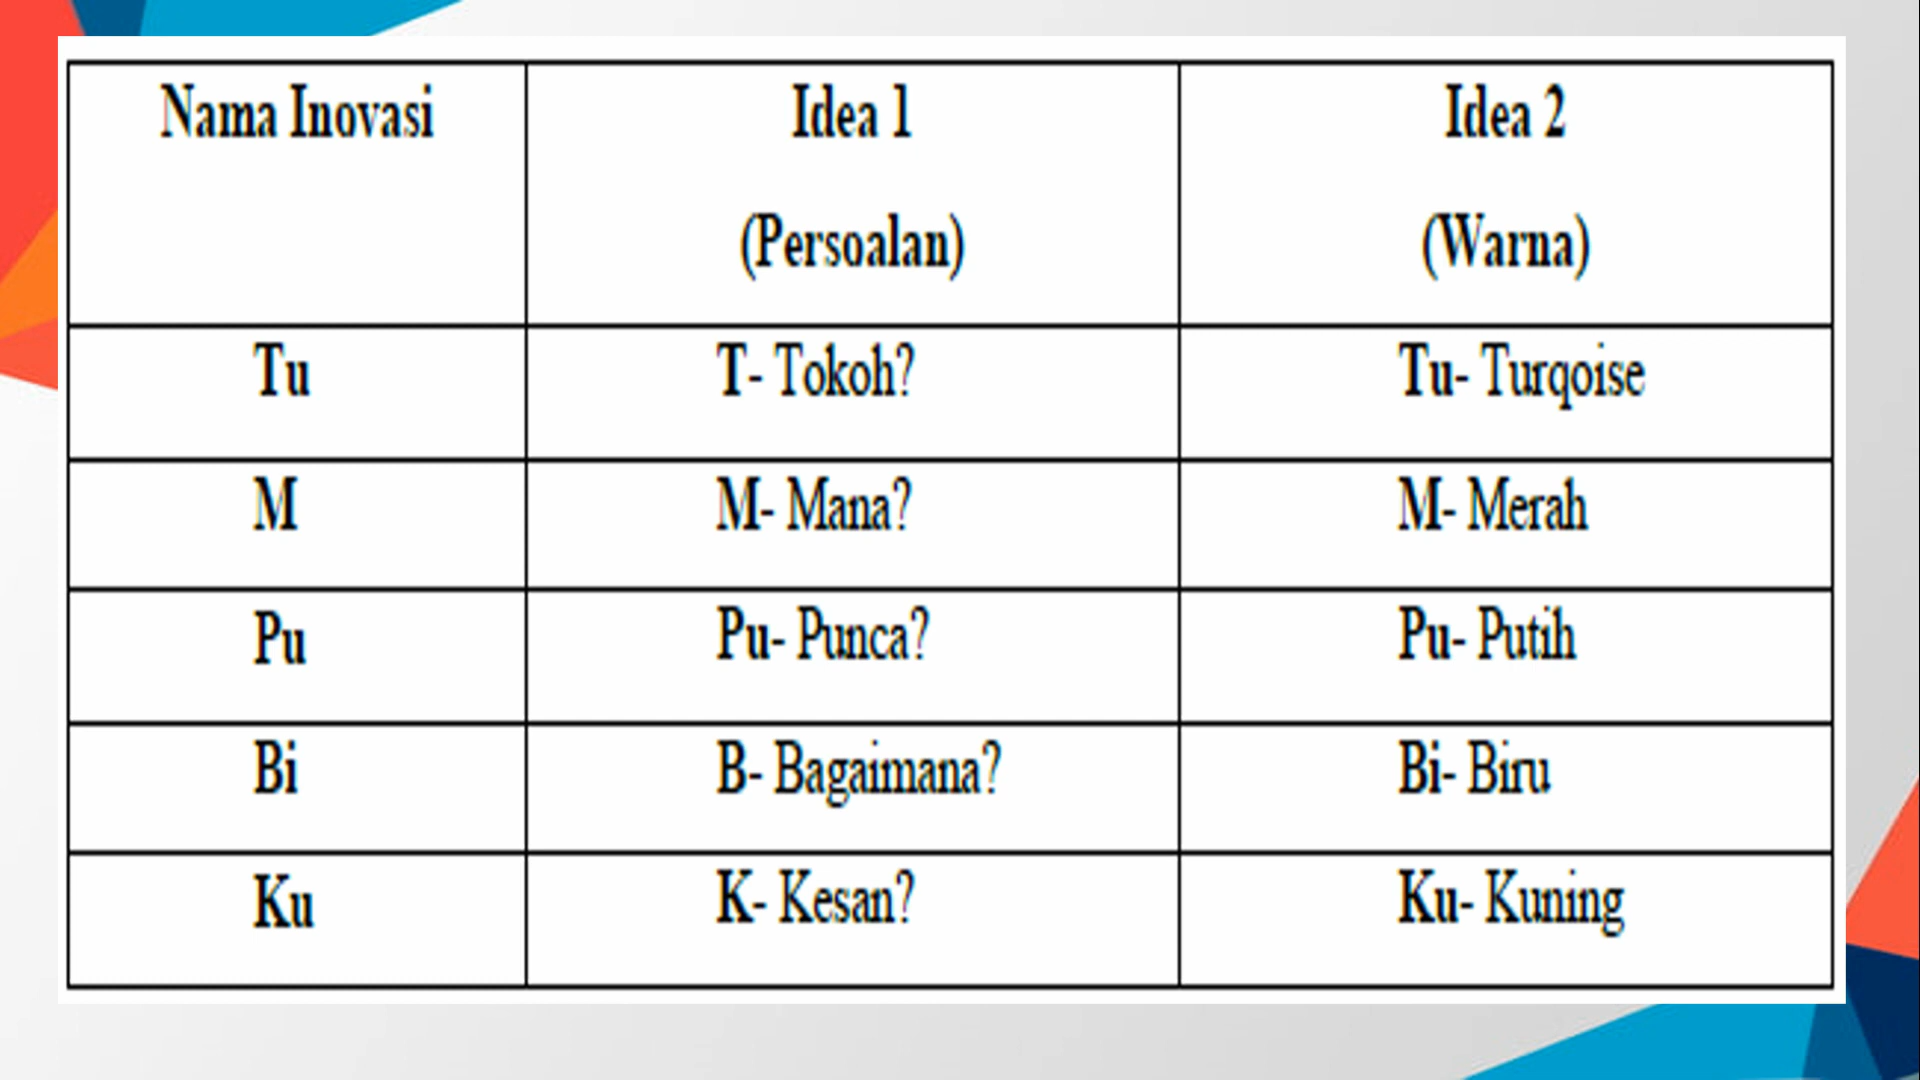 Nama Inovasi Idea 1 Idea 2
(Persoalan) (Warna)
Tu T- Tokoh? Tu- Turqoise
M M- Mana? M- Merah
Pu Pu- Punca? Pu- Putih
Bi B- Bagaimana? Bi- Biru
Ku K- Kesan? Ku- Kuning